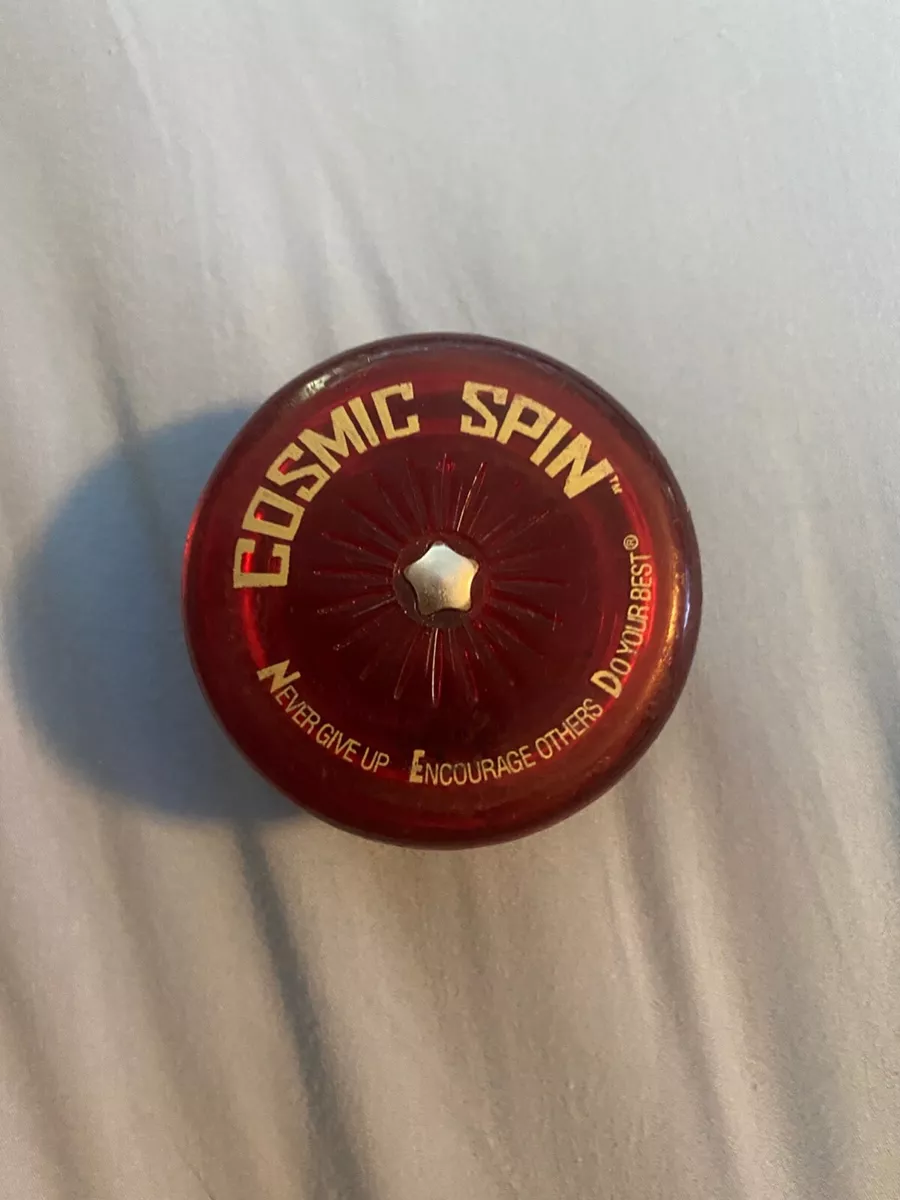 COSMIC SPIN™
NEVER GIVE UP ENCOURAGE OTHERS DO YOUR BEST®